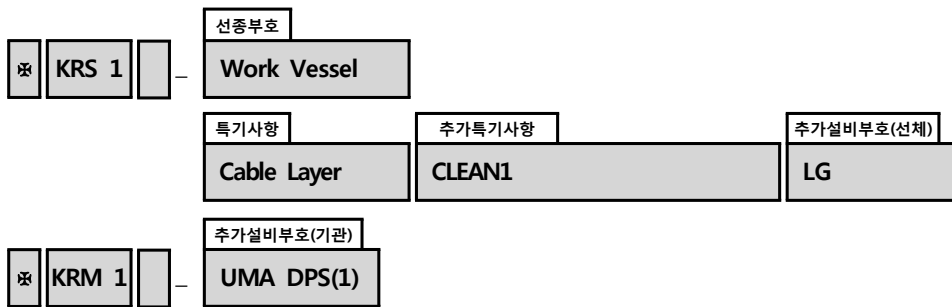 선종부호
✠ KRS 1 _ Work Vessel
특기사항 추가특기사항 추가설비부호(선체)
Cable Layer CLEAN1 LG
추가설비부호(기관)
✠ KRM 1 _ UMA DPS(1)